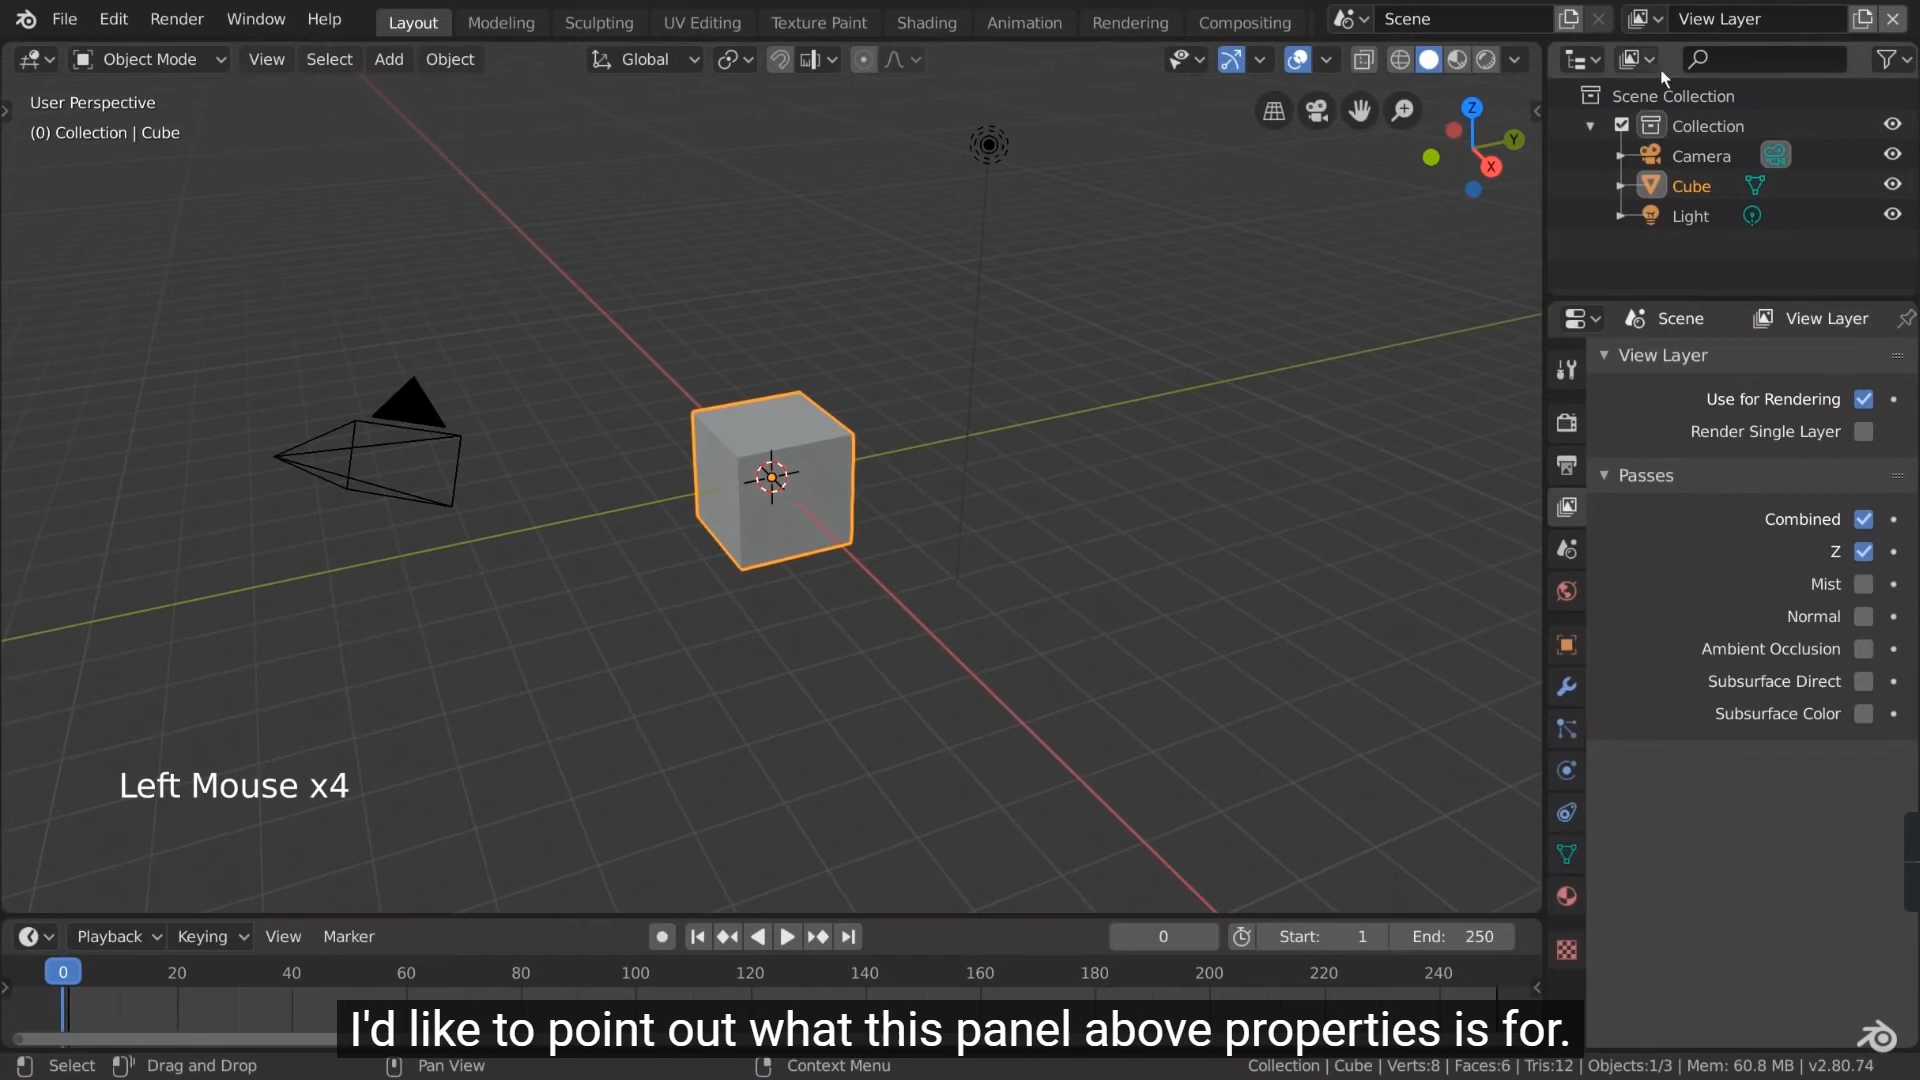 File Edit Render Window Help Layout Modeling Sculpting UV Editing Texture Paint Shading Animation Rendering Compositing Scene View Layer
Object Mode View Select Add Object Global
User Perspective
(0) Collection | Cube
Z
Y
X
Scene Collection
Collection
Camera
Cube
Light
Scene View Layer
View Layer
Use for Rendering
Render Single Layer
Passes
Combined
Z
Mist
Normal
Ambient Occlusion
Subsurface Direct
Subsurface Color
Left Mouse x4
Playback Keying View Marker 0 Start: 1 End: 250
0 20 40 60 80 100 120 140 160 180 200 220 240
I'd like to point out what this panel above properties is for.
Select Drag and Drop Pan View Context Menu Collection | Cube | Verts:8 | Faces:6 | Tris:12 | Objects:1/3 | Mem: 60.8 MB | v2.80.74